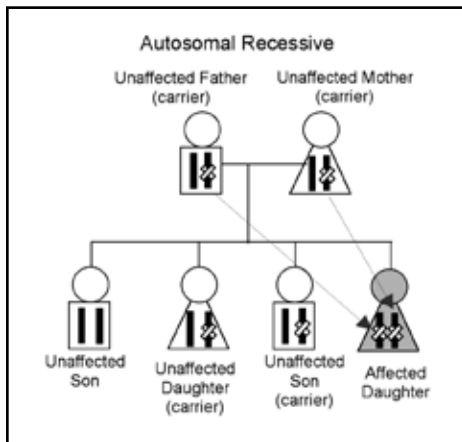 Autosomal Recessive
Unaffected Father
(carrier)
Unaffected Mother
(carrier)
Unaffected
Son
Unaffected
Daughter
(carrier)
Unaffected
Son
(carrier)
Affected
Daughter